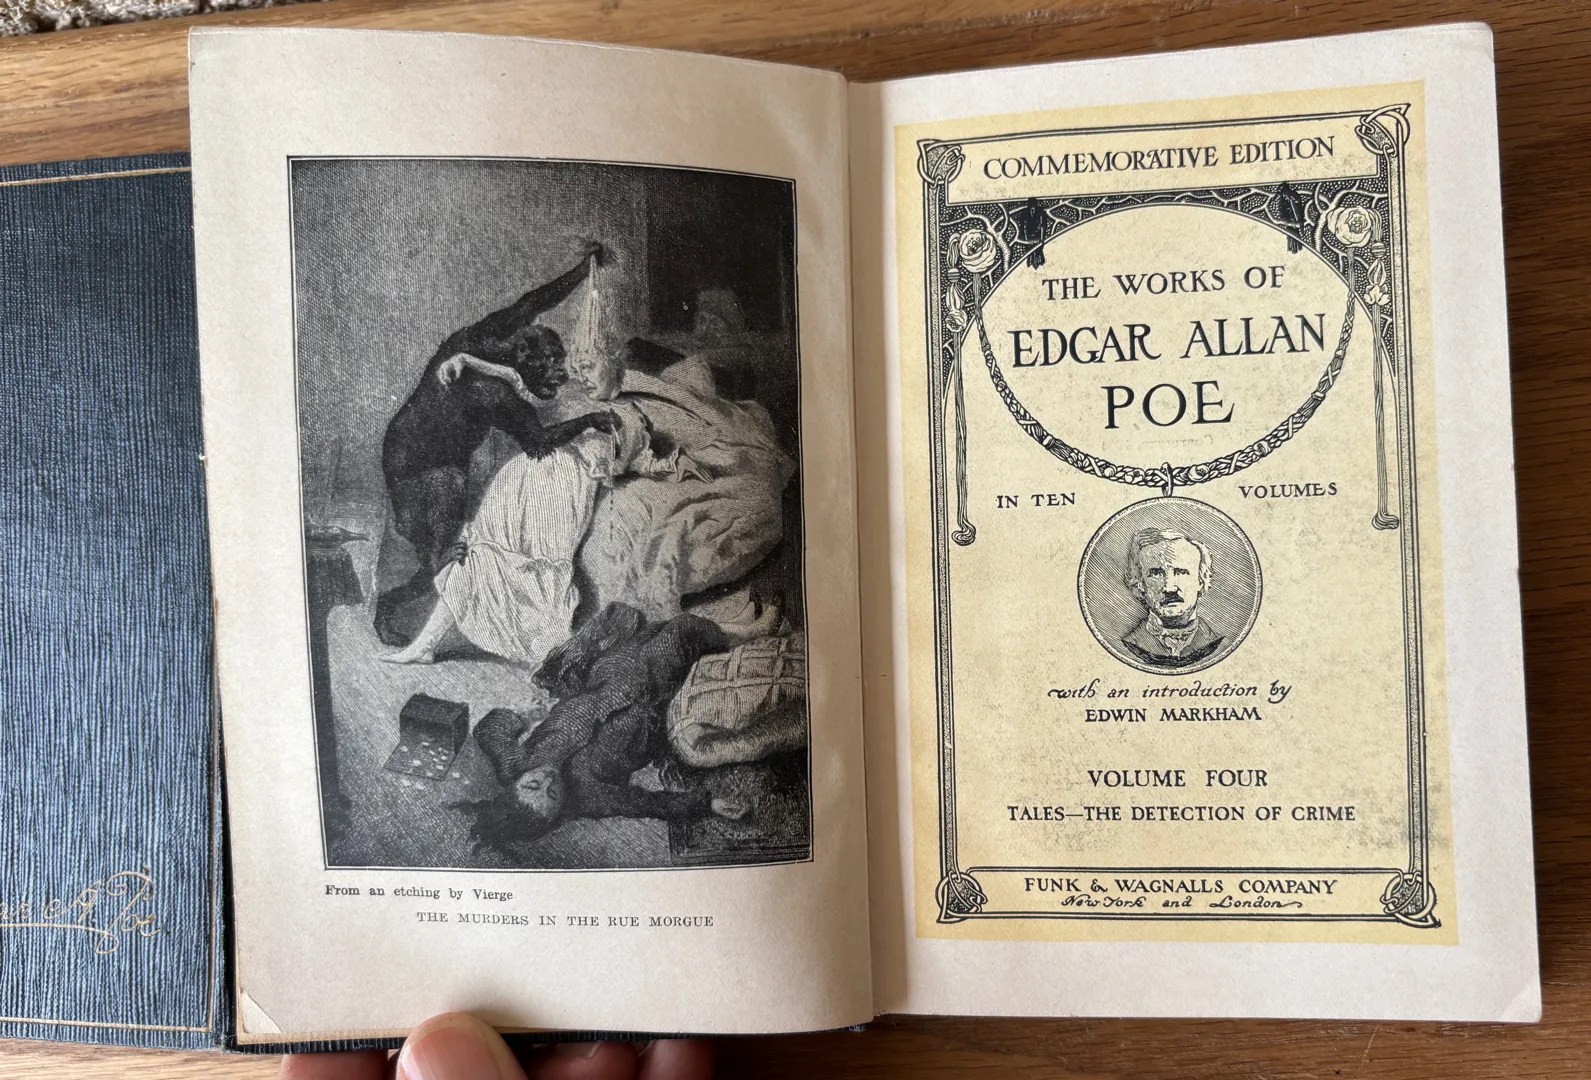 From an etching by Vierge
THE MURDERS IN THE RUE MORGUE
COMMEMORATIVE EDITION
THE WORKS OF
EDGAR ALLAN
POE
IN TEN VOLUMES
with an introduction by
EDWIN MARKHAM
VOLUME FOUR
TALES—THE DETECTION OF CRIME
FUNK & WAGNALLS COMPANY
New York and London
A Poe